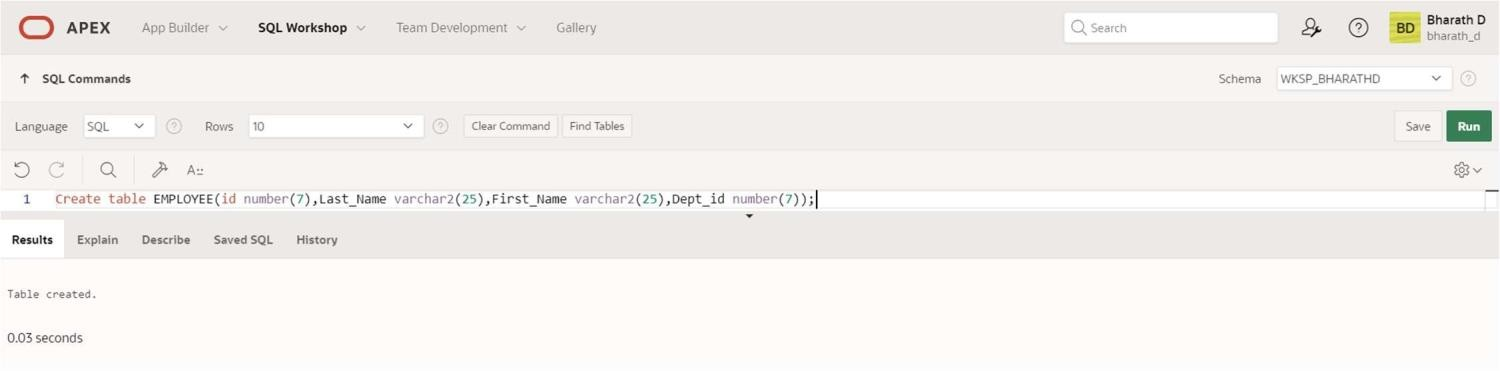 APEX App Builder SQL Workshop Team Development Gallery Search BD Bharath D
bharath_d
SQL Commands Schema WKSP_BHARATHD
Language SQL Rows 10 Clear Command Find Tables Save Run
A::
1 Create table EMPLOYEE(id number(7),Last_Name varchar2(25),First_Name varchar2(25),Dept_id number(7));
Results Explain Describe Saved SQL History
Table created.
0.03 seconds